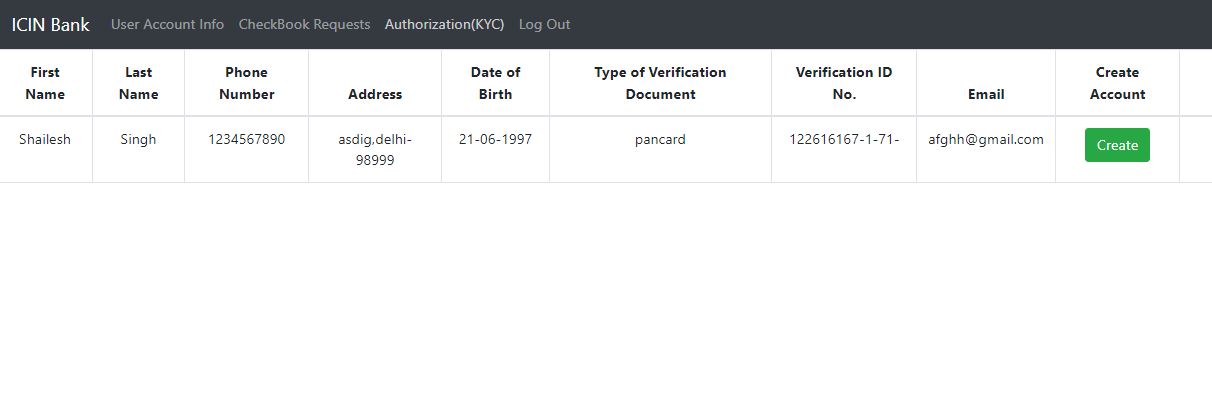 ICIN Bank User Account Info CheckBook Requests Authorization(KYC) Log Out
First Name
Last Name
Phone Number
Address
Date of Birth
Type of Verification Document
Verification ID No.
Email
Create Account
Shailesh
Singh
1234567890
asdig,delhi-
98999
21-06-1997
pancard
122616167-1-71-
afghh@gmail.com
Create